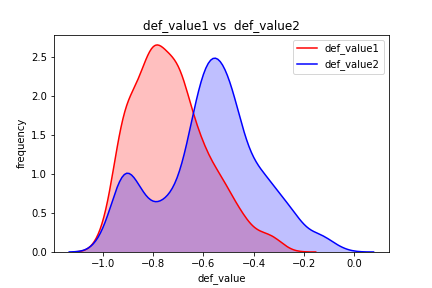 def_value1 vs  def_value2
def_value1
def_value2
frequency
2.5
2.0
1.5
1.0
0.5
0.0
−1.0 −0.8 −0.6 −0.4 −0.2 0.0
def_value